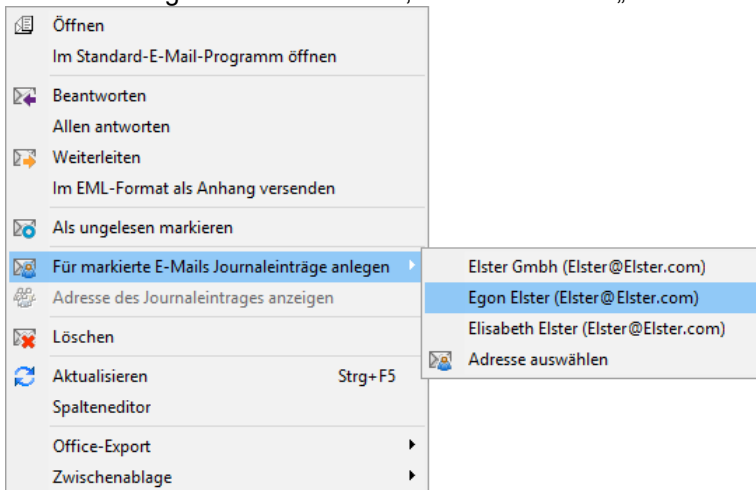 Öffnen
Im Standard-E-Mail-Programm öffnen
Beantworten
Allen antworten
Weiterleiten
Im EML-Format als Anhang versenden
Als ungelesen markieren
Für markierte E-Mails Journaleinträge anlegen
Elster Gmbh (Elster@Elster.com)
Egon Elster (Elster@Elster.com)
Elisabeth Elster (Elster@Elster.com)
Adresse auswählen
Adresse des Journaleintrages anzeigen
Löschen
Aktualisieren Strg+F5
Spalteneditor
Office-Export
Zwischenablage